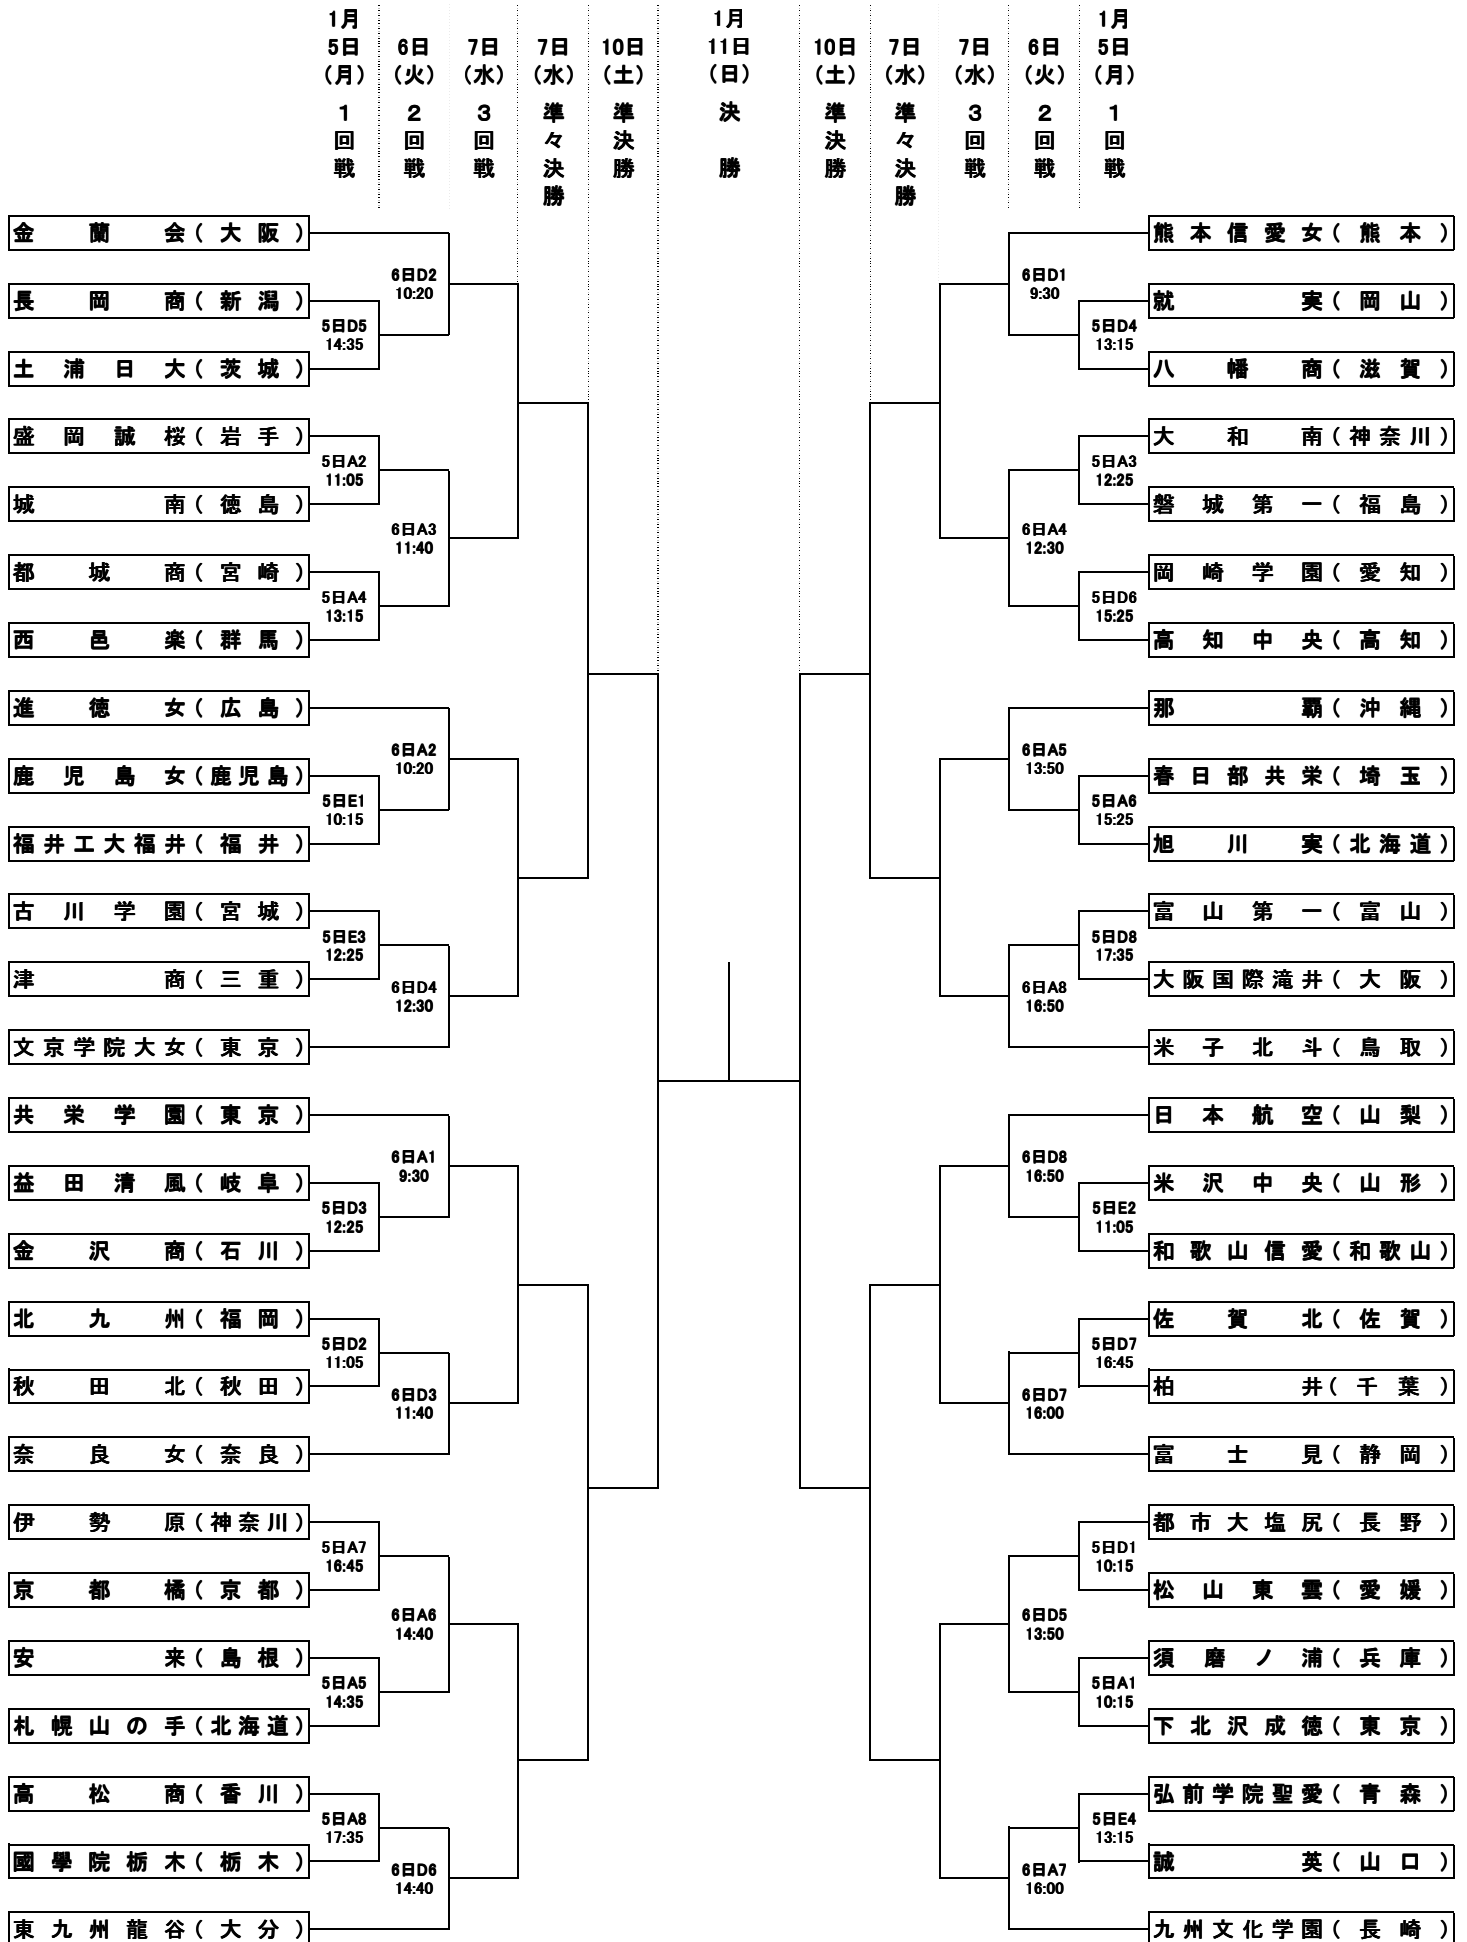 1月 5日 (月) 1回戦
6日 (火) 2回戦
7日 (水) 3回戦
7日 (水) 準々決勝
10日 (土) 準決勝
1月 11日 (日) 決勝
10日 (土) 準決勝
7日 (水) 準々決勝
7日 (水) 3回戦
6日 (火) 2回戦
1月 5日 (月) 1回戦
金蘭会(大阪)
6日D2
10:20
長岡商(新潟)
5日D5
14:35
土浦日大(茨城)
盛岡誠桜(岩手)
5日A2
11:05
城南(徳島)
6日A3
11:40
都城商(宮崎)
5日A4
13:15
西邑楽(群馬)
進徳女(広島)
6日A2
10:20
鹿児島女(鹿児島)
5日E1
10:15
福井工大福井(福井)
古川学園(宮城)
5日E3
12:25
津商(三重)
6日D4
12:30
文京学院大女(東京)
共栄学園(東京)
6日A1
9:30
益田清風(岐阜)
5日D3
12:25
金沢商(石川)
北九州(福岡)
5日D2
11:05
秋田北(秋田)
6日D3
11:40
奈良女(奈良)
伊勢原(神奈川)
5日A7
16:45
京都橘(京都)
6日A6
14:40
安来(島根)
5日A5
14:35
札幌山の手(北海道)
高松商(香川)
5日A8
17:35
國學院栃木(栃木)
6日D6
14:40
東九州龍谷(大分)
熊本信愛女(熊本)
6日D1
9:30
就実(岡山)
5日D4
13:15
八幡商(滋賀)
大和南(神奈川)
5日A3
12:25
磐城第一(福島)
6日A4
12:30
岡崎学園(愛知)
5日D6
15:25
高知中央(高知)
那覇(沖縄)
6日A5
13:50
春日部共栄(埼玉)
5日A6
15:25
旭川実(北海道)
富山第一(富山)
5日D8
17:35
大阪国際滝井(大阪)
6日A8
16:50
米子北斗(鳥取)
日本航空(山梨)
6日D8
16:50
米沢中央(山形)
5日E2
11:05
和歌山信愛(和歌山)
佐賀北(佐賀)
5日D7
16:45
柏井(千葉)
6日D7
16:00
富士見(静岡)
都市大塩尻(長野)
5日D1
10:15
松山東雲(愛媛)
6日D5
13:50
須磨ノ浦(兵庫)
5日A1
10:15
下北沢成徳(東京)
弘前学院聖愛(青森)
5日E4
13:15
誠英(山口)
6日A7
16:00
九州文化学園(長崎)